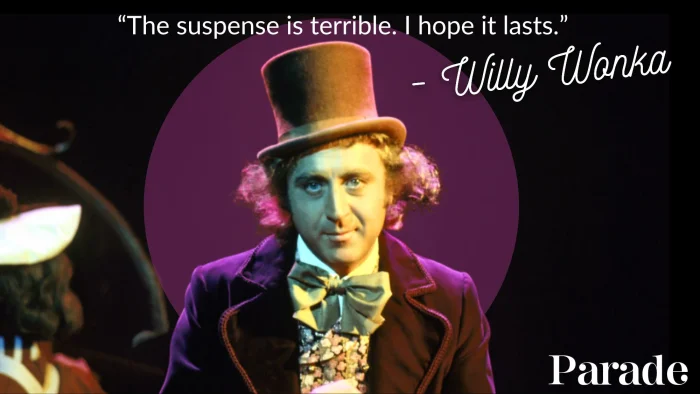 “The suspense is terrible. I hope it lasts.”
- Willy Wonka
Parade